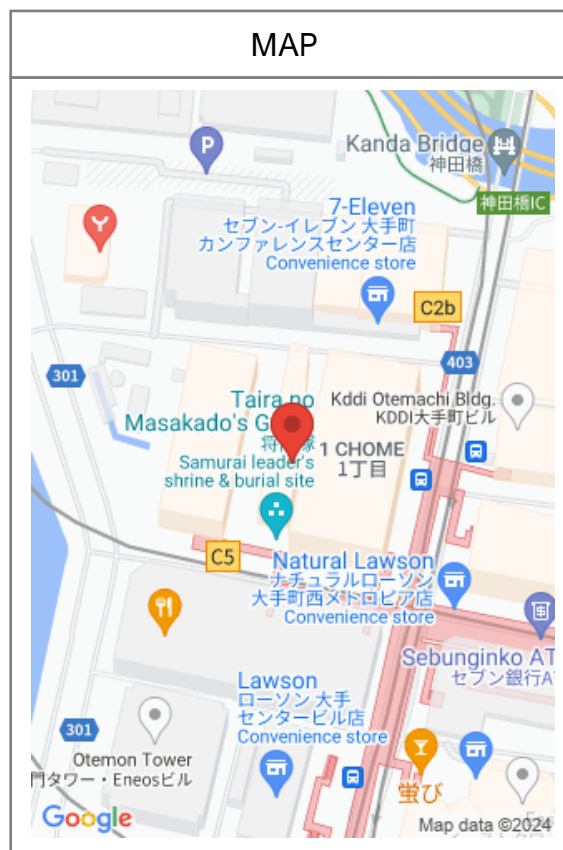 MAP
Kanda Bridge
神田橋
神田橋IC
7-Eleven
セブン-イレブン 大手町
カンファレンスセンター店
Convenience store
P
C2b
403
301
Taira no
Masakado's G
Kddi Otemachi Bldg.
KDDI大手町ビル
1 CHOME
1丁目
Samurai leader's
shrine & burial site
C5
Natural Lawson
ナチュラルローソン
大手町西メトロピア店
Convenience store
Sebunginko AT
セブン銀行AT
Lawson
ローソン 大手
センタービル店
Convenience store
301
Otemon Tower
門タワー・Eneosビル
蛍び
Google
Map data ©2024